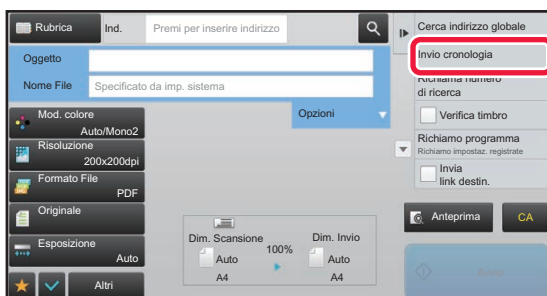 Rubrica
Ind.
Premi per inserire indirizzo
Oggetto
Nome File
Specificato da imp. sistema
Opzioni
Mod. colore
Auto/Mono2
Risoluzione
200x200dpi
Formato File
PDF
Originale
Esposizione
Auto
Altri
Dim. Scansione
100%
Dim. Invio
Auto
Auto
A4
A4
Cerca indirizzo globale
Invio cronologia
Richiama numero
di ricerca
Verifica timbro
Richiamo programma
Richiamo impostaz. registrate
Invia
link destin.
Anteprima
CA
Avvio